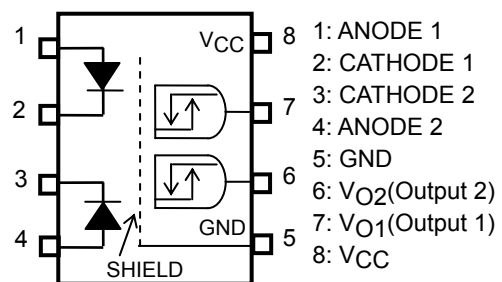 1
2
3
4
VCC
GND
SHIELD
8
7
6
5
1: ANODE 1
2: CATHODE 1
3: CATHODE 2
4: ANODE 2
5: GND
6: VO2(Output 2)
7: VO1(Output 1)
8: VCC